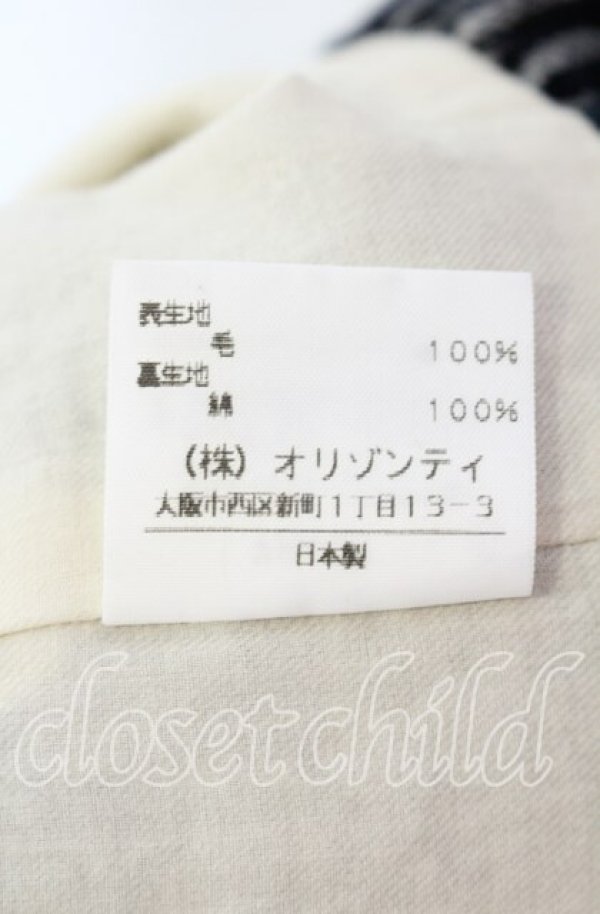 表生地
毛 100%
裏生地
綿 100%
(株) オリゾンティ
大阪市西区新町1丁目13-3
日本製
closet child